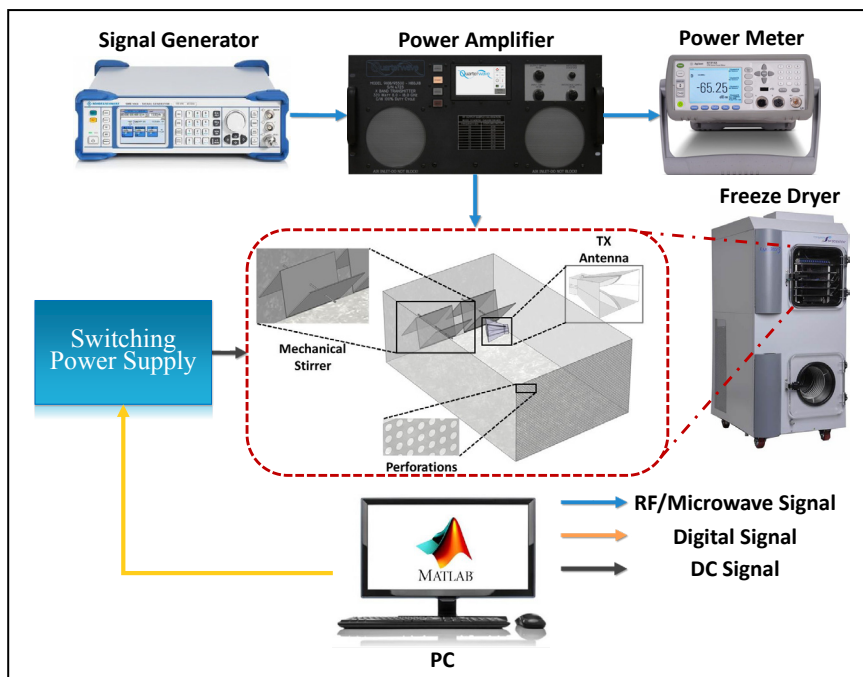 Signal Generator
Power Amplifier
Power Meter
-65.25
Freeze Dryer
TX
Antenna
Mechanical
Stirrer
Perforations
Switching
Power Supply
RF/Microwave Signal
Digital Signal
DC Signal
MATLAB
PC